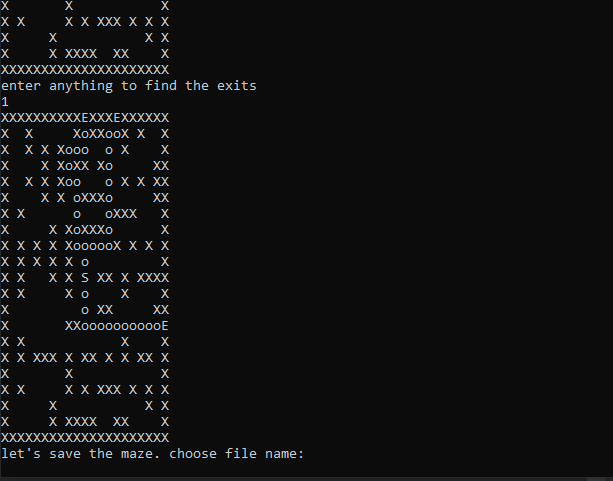 X       X           X
X X     X X XXX X X X
X     X           X X
X     X XXXX  XX    X
XXXXXXXXXXXXXXXXXXXXX
enter anything to find the exits
1
XXXXXXXXXXEXXXEXXXXXX
X  X     XoXXooX X  X
X  X X Xooo  o X    X
X    X XoXX Xo     XX
X  X X Xoo   o X X XX
X    X X oXXXo     XX
X X      o   oXXX   X
X     X XoXXXo      X
X X X X XoooooX X X X
X X X X X o         X
X X   X X S XX X XXXX
X X     X o    X    X
X         o XX     XX
X       XXooooooooooE
X X            X    X
X X XXX X XX X X XX X
X       X           X
X X     X X XXX X X X
X     X           X X
X     X XXXX  XX    X
XXXXXXXXXXXXXXXXXXXXX
let's save the maze. choose file name: